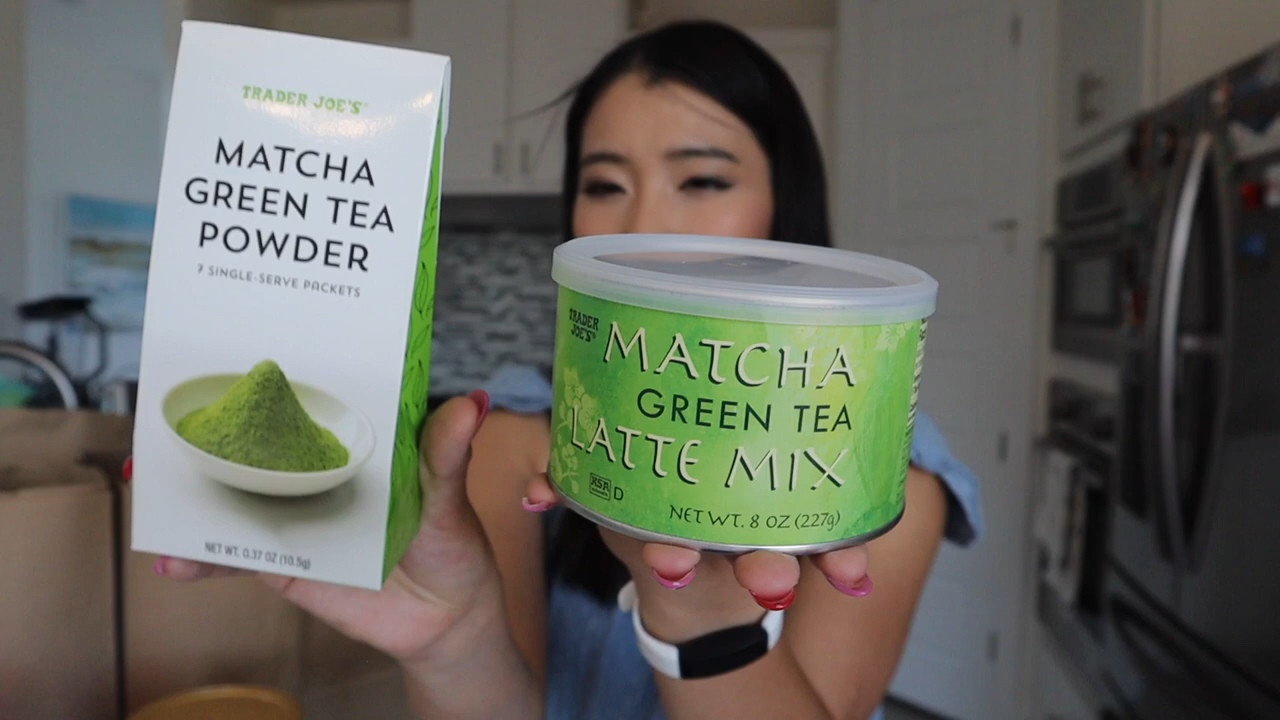 TRADER JOE'S
MATCHA
GREEN TEA
POWDER
7 SINGLE-SERVE PACKETS
NET WT. 0.37 OZ (10.5g)
TRADER
JOE'S
MATCHA
GREEN TEA
LATTE MIX
KSA
D
NET WT. 8 OZ (227g)